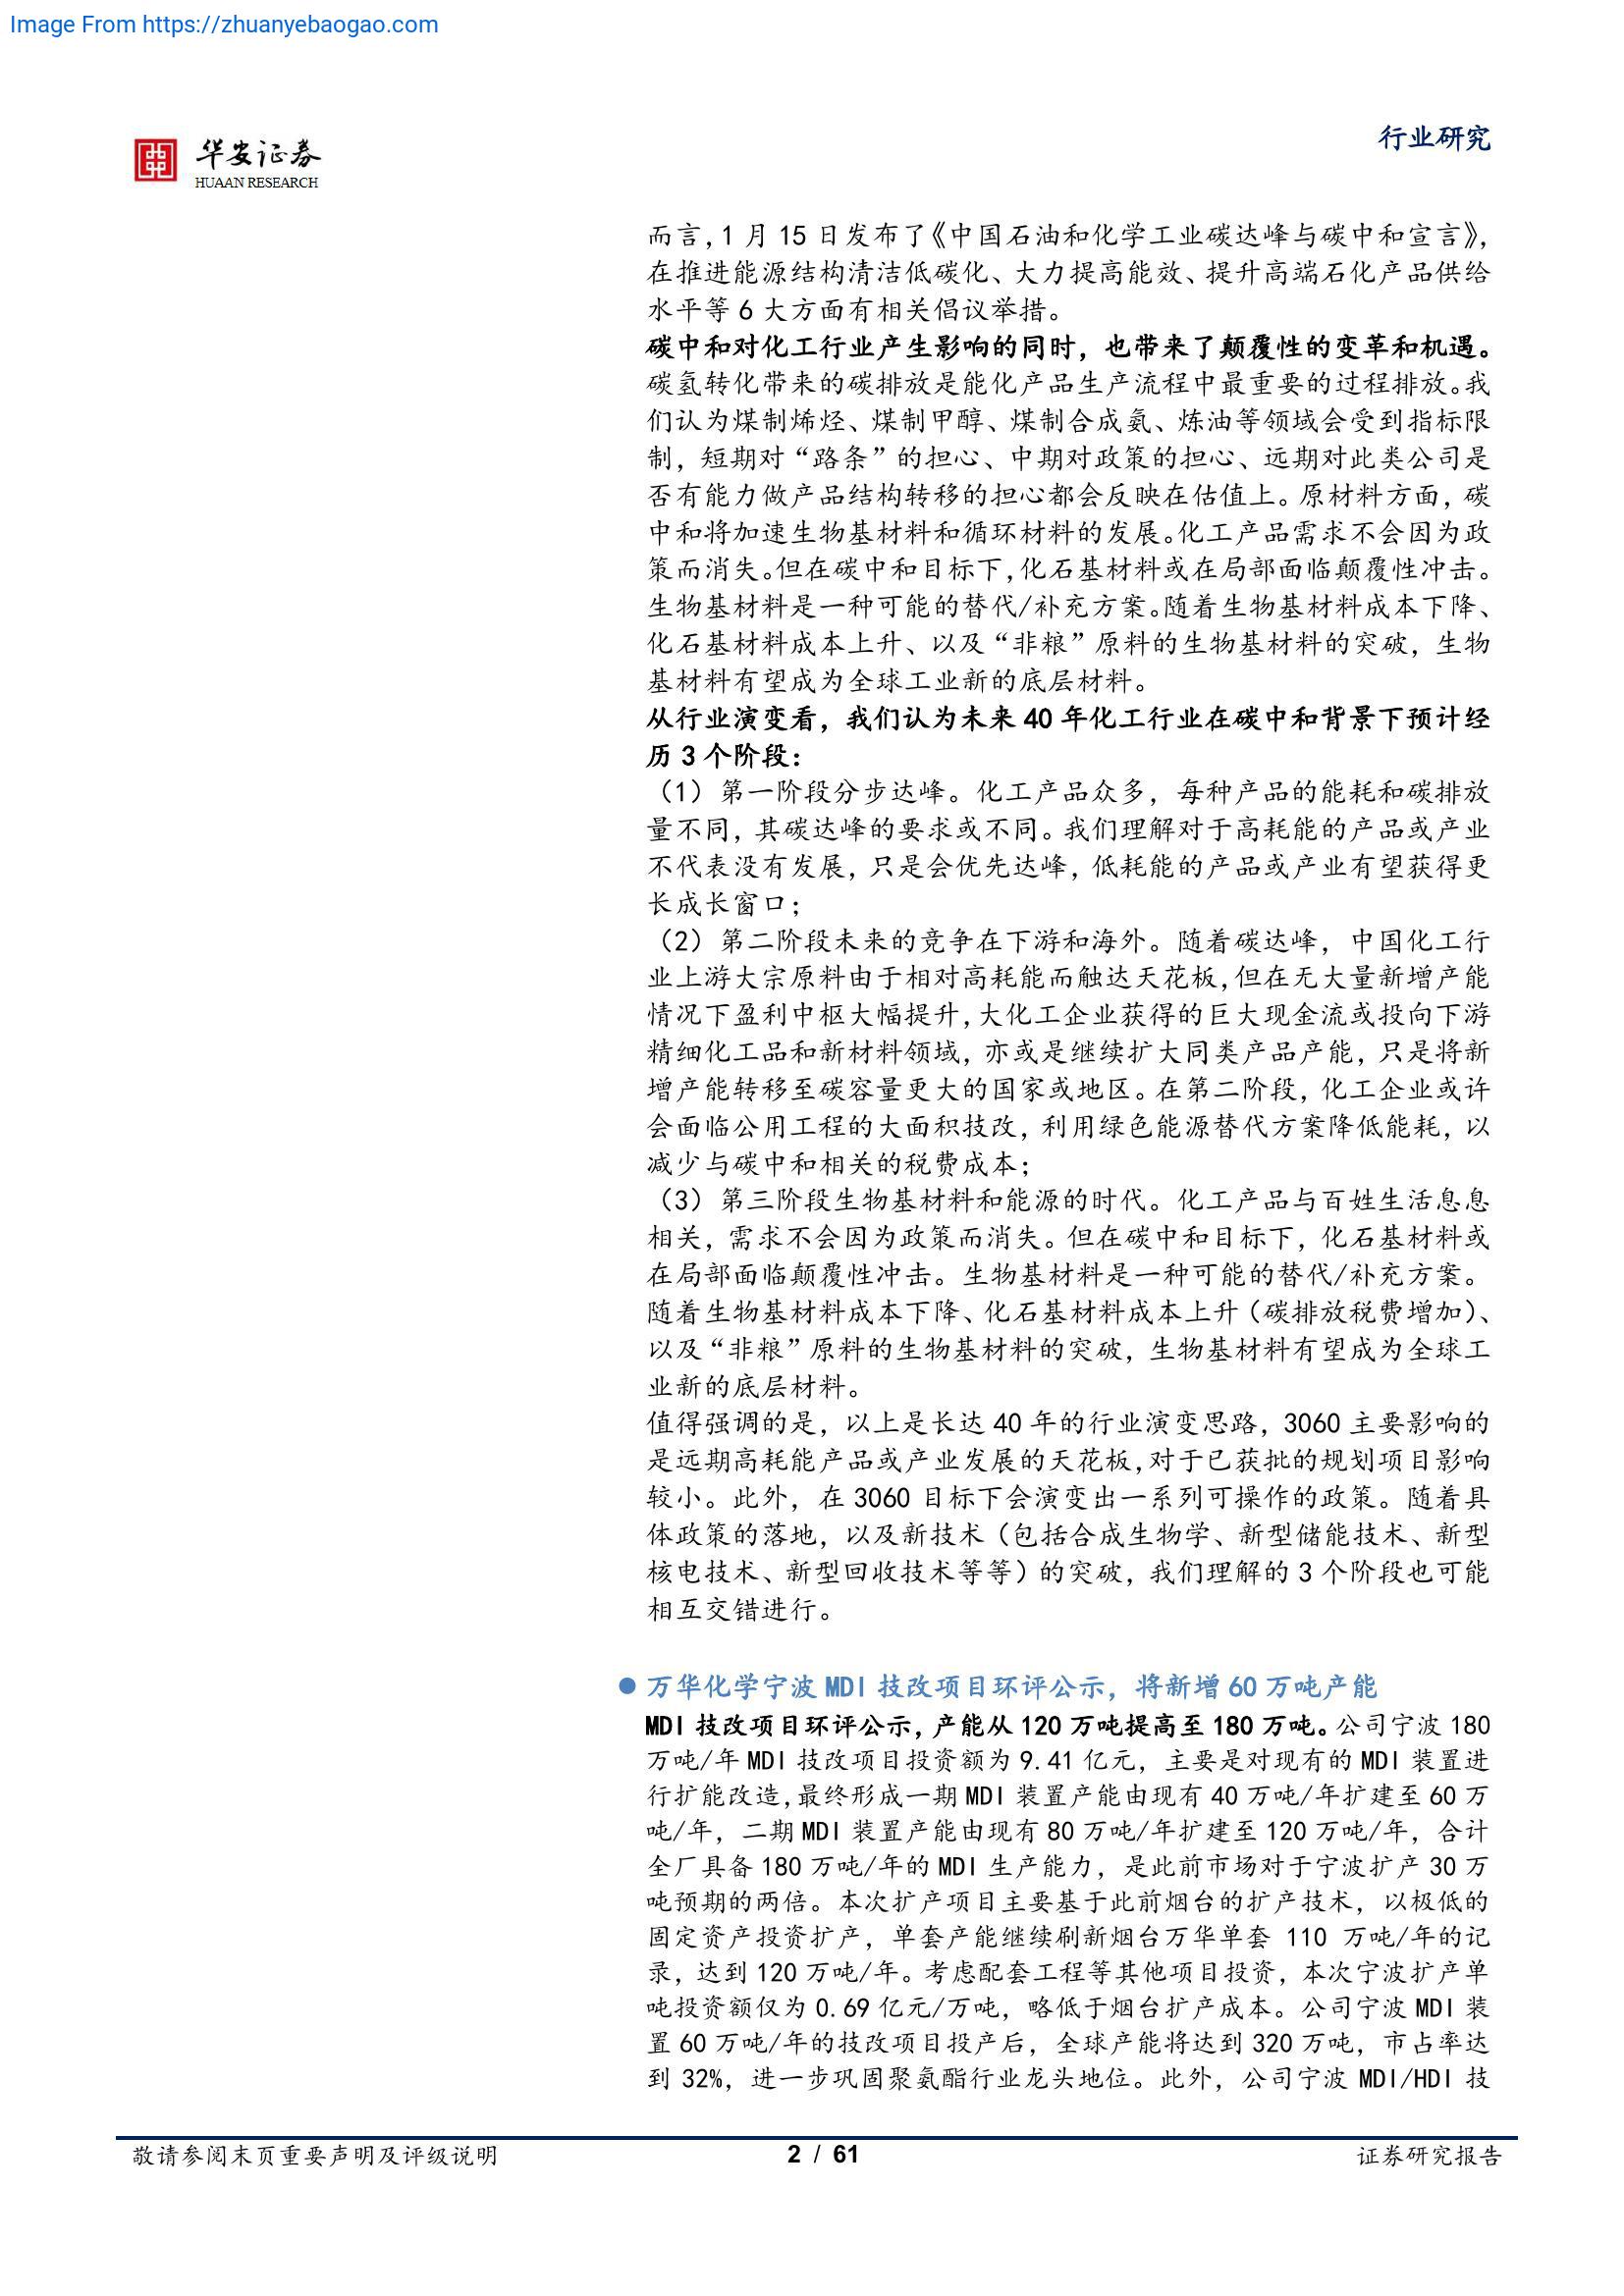 Image From https://zhuanyebaogao.com
华安证券
HUAAN RESEARCH
行业研究
而言，1 月 15 日发布了《中国石油和化学工业碳达峰与碳中和宣言》，
在推进能源结构清洁低碳化、大力提高能效、提升高端石化产品供给
水平等 6 大方面有相关倡议举措。
碳中和对化工行业产生影响的同时，也带来了颠覆性的变革和机遇。
碳氢转化带来的碳排放是能化产品生产流程中最重要的过程排放。我
们认为煤制烯烃、煤制甲醇、煤制合成氨、炼油等领域会受到指标限
制，短期对“路条”的担心、中期对政策的担心、远期对此类公司是
否有能力做产品结构转移的担心都会反映在估值上。原材料方面，碳
中和将加速生物基材料和循环材料的发展。化工产品需求不会因为政
策而消失。但在碳中和目标下，化石基材料或在局部面临颠覆性冲击。
生物基材料是一种可能的替代/补充方案。随着生物基材料成本下降、
化石基材料成本上升、以及“非粮”原料的生物基材料的突破，生物
基材料有望成为全球工业新的底层材料。
从行业演变看，我们认为未来 40 年化工行业在碳中和背景下预计经
历 3 个阶段：
（1）第一阶段分步达峰。化工产品众多，每种产品的能耗和碳排放
量不同，其碳达峰的要求或不同。我们理解对于高耗能的产品或产业
不代表没有发展，只是会优先达峰，低耗能的产品或产业有望获得更
长成长窗口；
（2）第二阶段未来的竞争在下游和海外。随着碳达峰，中国化工行
业上游大宗原料由于相对高耗能而触达天花板，但在无大量新增产能
情况下盈利中枢大幅提升，大化工企业获得的巨大现金流或投向下游
精细化工品和新材料领域，亦或是继续扩大同类产品产能，只是将新
增产能转移至碳容量更大的国家或地区。在第二阶段，化工企业或许
会面临公用工程的大面积技改，利用绿色能源替代方案降低能耗，以
减少与碳中和相关的税费成本；
（3）第三阶段生物基材料和能源的时代。化工产品与百姓生活息息
相关，需求不会因为政策而消失。但在碳中和目标下，化石基材料或
在局部面临颠覆性冲击。生物基材料是一种可能的替代/补充方案。
随着生物基材料成本下降、化石基材料成本上升（碳排放税费增加）、
以及“非粮”原料的生物基材料的突破，生物基材料有望成为全球工
业新的底层材料。
值得强调的是，以上是长达 40 年的行业演变思路，3060 主要影响的
是远期高耗能产品或产业发展的天花板，对于已获批的规划项目影响
较小。此外，在 3060 目标下会演变出一系列可操作的政策。随着具
体政策的落地，以及新技术（包括合成生物学、新型储能技术、新型
核电技术、新型回收技术等等）的突破，我们理解的 3 个阶段也可能
相互交错进行。
● 万华化学宁波 MDI 技改项目环评公示，将新增 60 万吨产能
MDI 技改项目环评公示，产能从 120 万吨提高至 180 万吨。公司宁波 180
万吨/年 MDI 技改项目投资额为 9.41 亿元，主要是对现有的 MDI 装置进
行扩能改造，最终形成一期 MDI 装置产能由现有 40 万吨/年扩建至 60 万
吨/年，二期 MDI 装置产能由现有 80 万吨/年扩建至 120 万吨/年，合计
全厂具备 180 万吨/年的 MDI 生产能力，是此前市场对于宁波扩产 30 万
吨预期的两倍。本次扩产项目主要基于此前烟台的扩产技术，以极低的
固定资产投资扩产，单套产能继续刷新烟台万华单套 110 万吨/年的记
录，达到 120 万吨/年。考虑配套工程等其他项目投资，本次宁波扩产单
吨投资额仅为 0.69 亿元/万吨，略低于烟台扩产成本。公司宁波 MDI 装
置 60 万吨/年的技改项目投产后，全球产能将达到 320 万吨，市占率达
到 32%，进一步巩固聚氨酯行业龙头地位。此外，公司宁波 MDI/HDI 技
敬请参阅末页重要声明及评级说明
2 / 61
证券研究报告